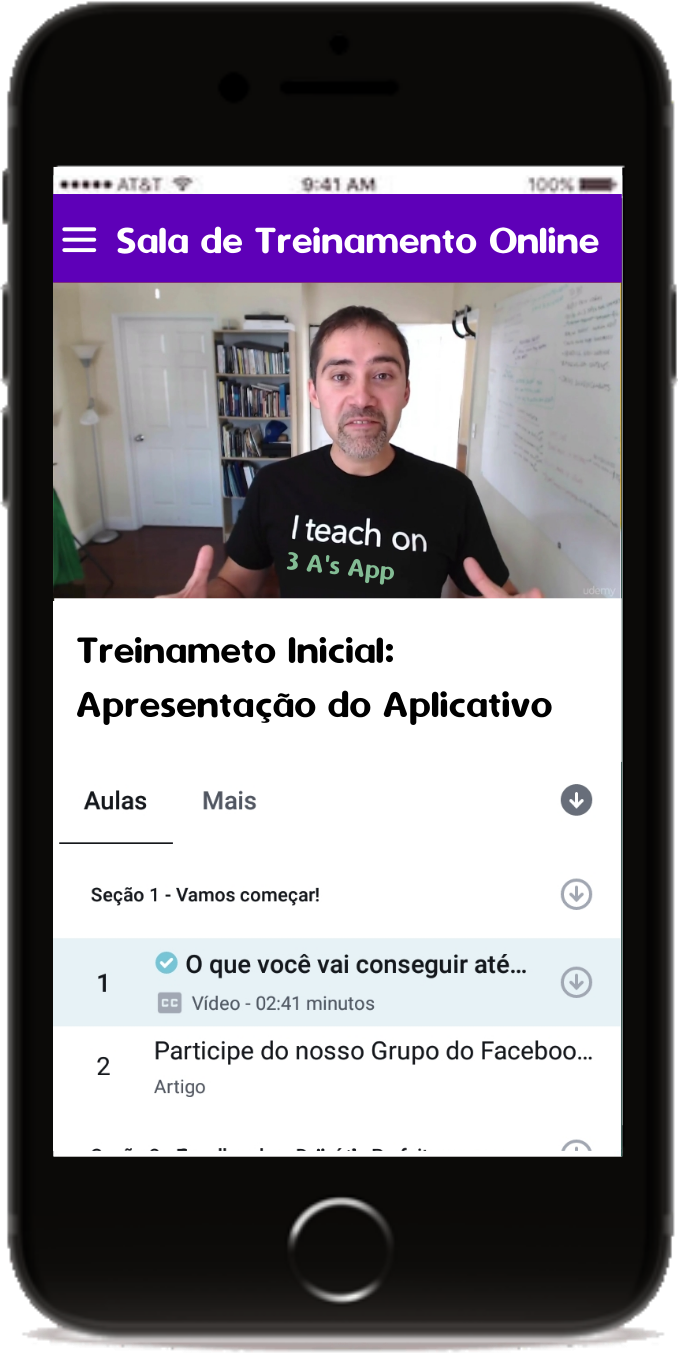 AT&T 9:41 AM 100%
Sala de Treinamento Online
I teach on
3 A's App
udemy
Treinameto Inicial:
Apresentação do Aplicativo
Aulas Mais
Seção 1 - Vamos começar!
1 O que você vai conseguir até...
CC Vídeo - 02:41 minutos
2 Participe do nosso Grupo do Faceboo...
Artigo